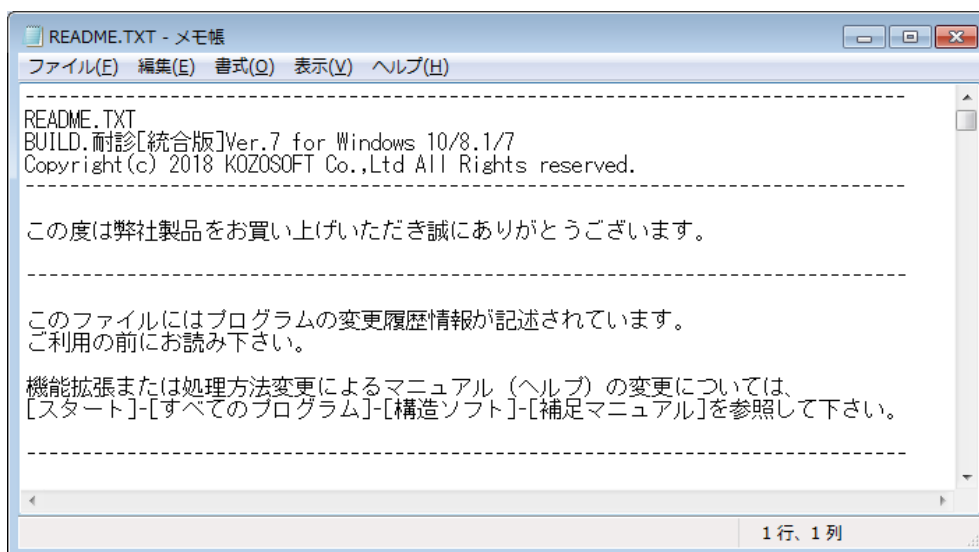 README.TXT - メモ帳
ファイル(F) 編集(E) 書式(O) 表示(V) ヘルプ(H)
--------------------------------------------------------------------------------
README.TXT
BUILD.耐診[統合版]Ver.7 for Windows 10/8.1/7
Copyright(c) 2018 KOZOSOFT Co.,Ltd All Rights reserved.
--------------------------------------------------------------------------------
この度は弊社製品をお買い上げいただき誠にありがとうございます。
--------------------------------------------------------------------------------
このファイルにはプログラムの変更履歴情報が記述されています。
ご利用の前にお読み下さい。
機能拡張または処理方法変更によるマニュアル（ヘルプ）の変更については、
[スタート]-[すべてのプログラム]-[構造ソフト]-[補足マニュアル]を参照して下さい。
--------------------------------------------------------------------------------
1行、1列